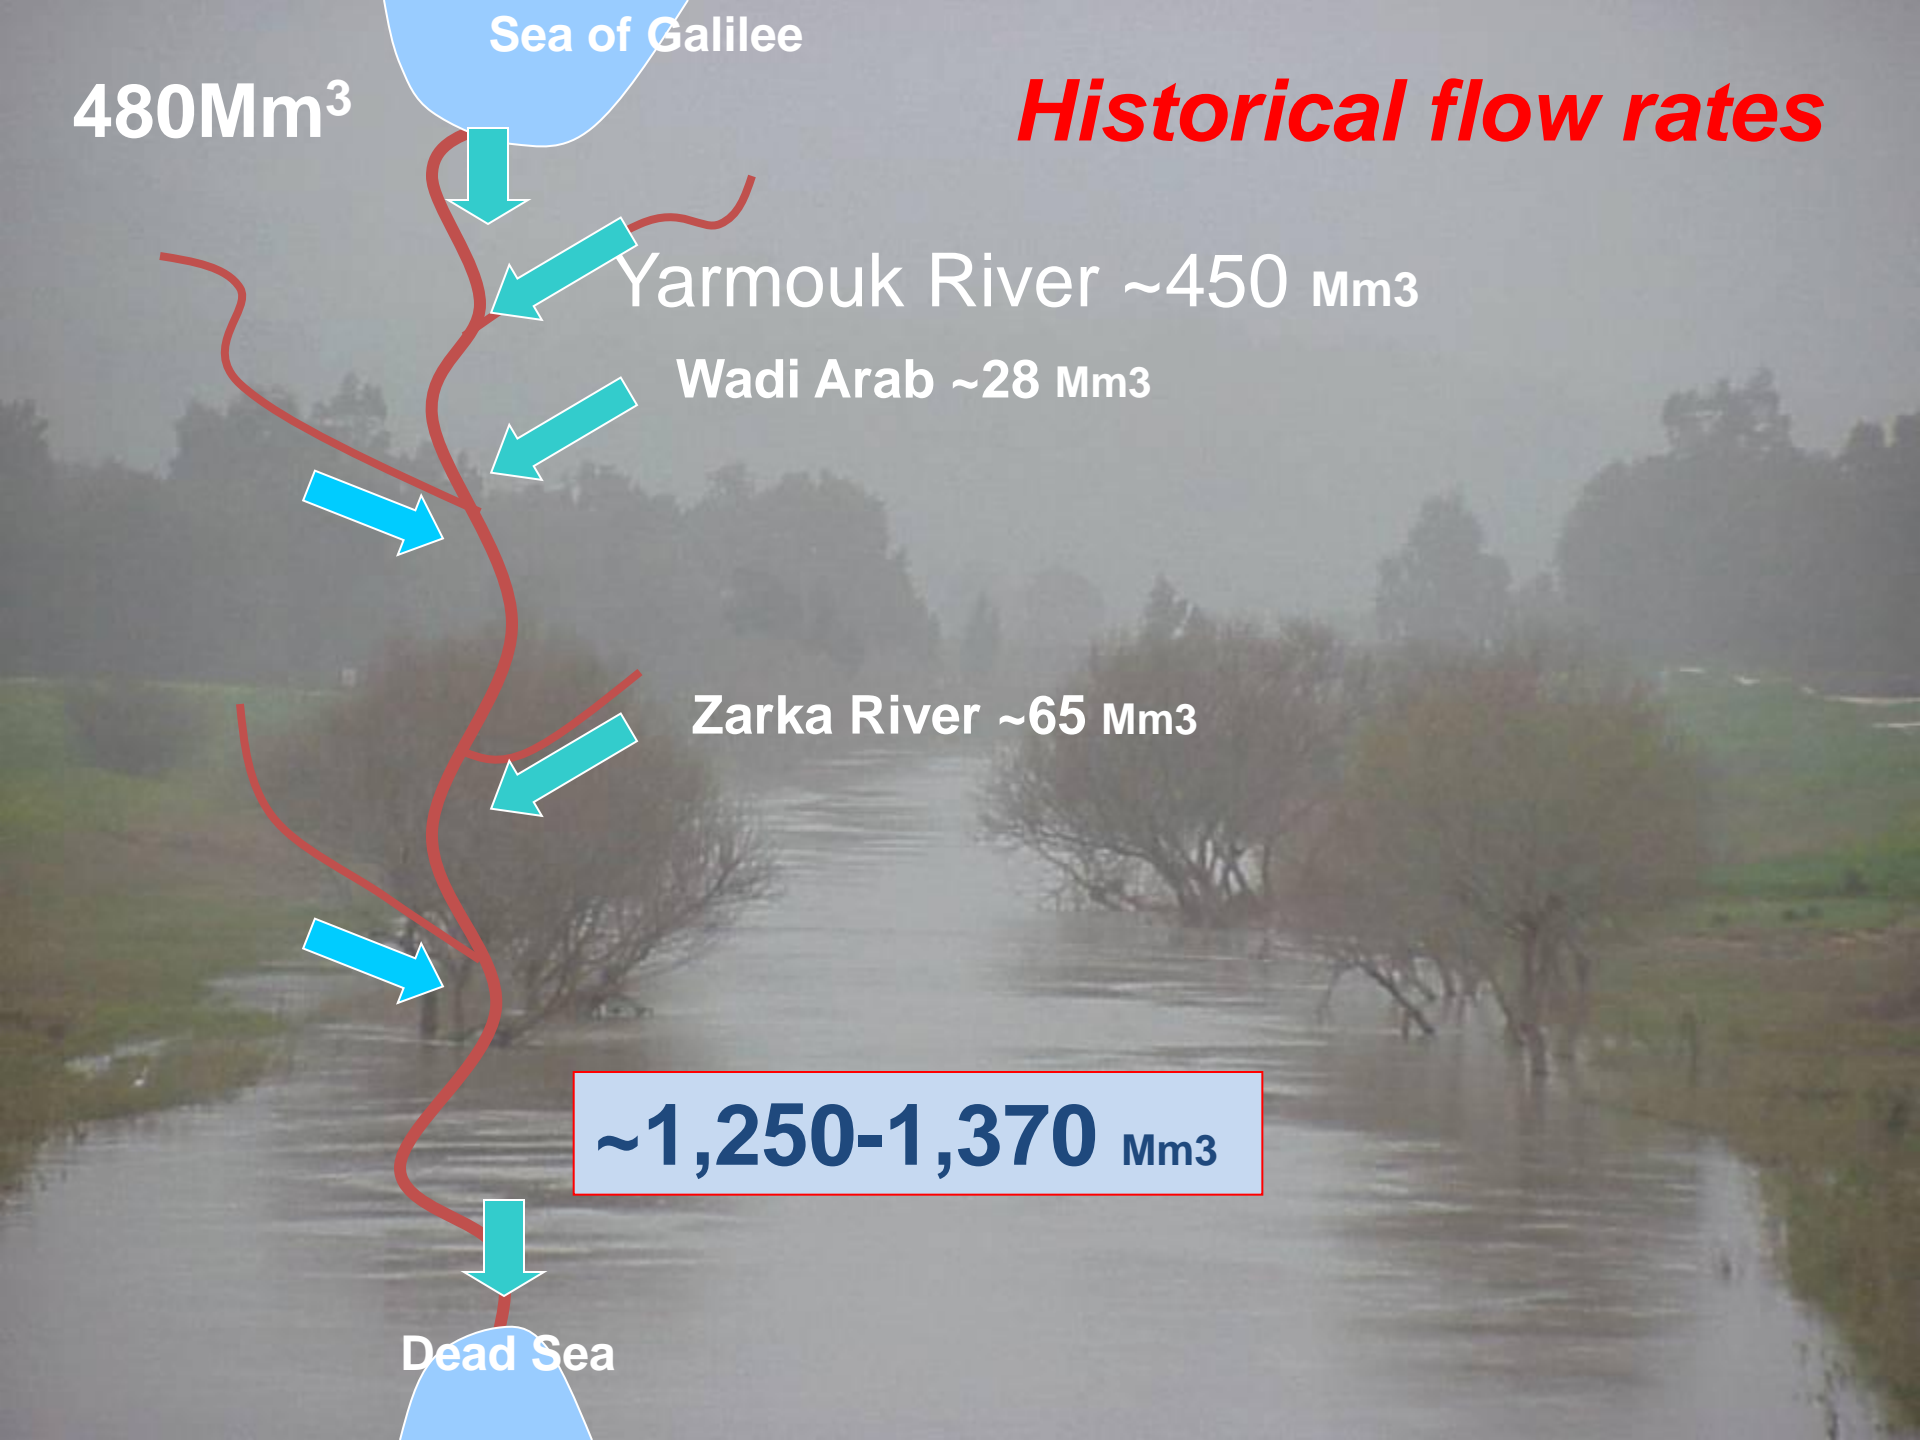 Sea of Galilee
480Mm³
Historical flow rates
Yarmouk River ~450 Mm3
Wadi Arab ~28 Mm3
Zarka River ~65 Mm3
~1,250-1,370 Mm3
Dead Sea